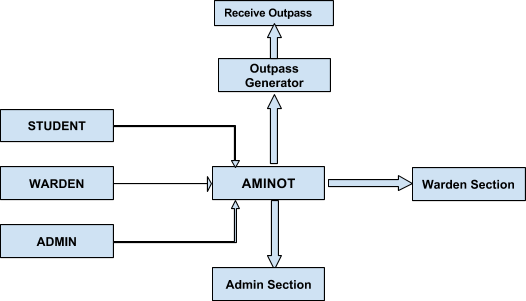 Receive Outpass
Outpass
Generator
STUDENT
WARDEN
AMINOT
Warden Section
ADMIN
Admin Section